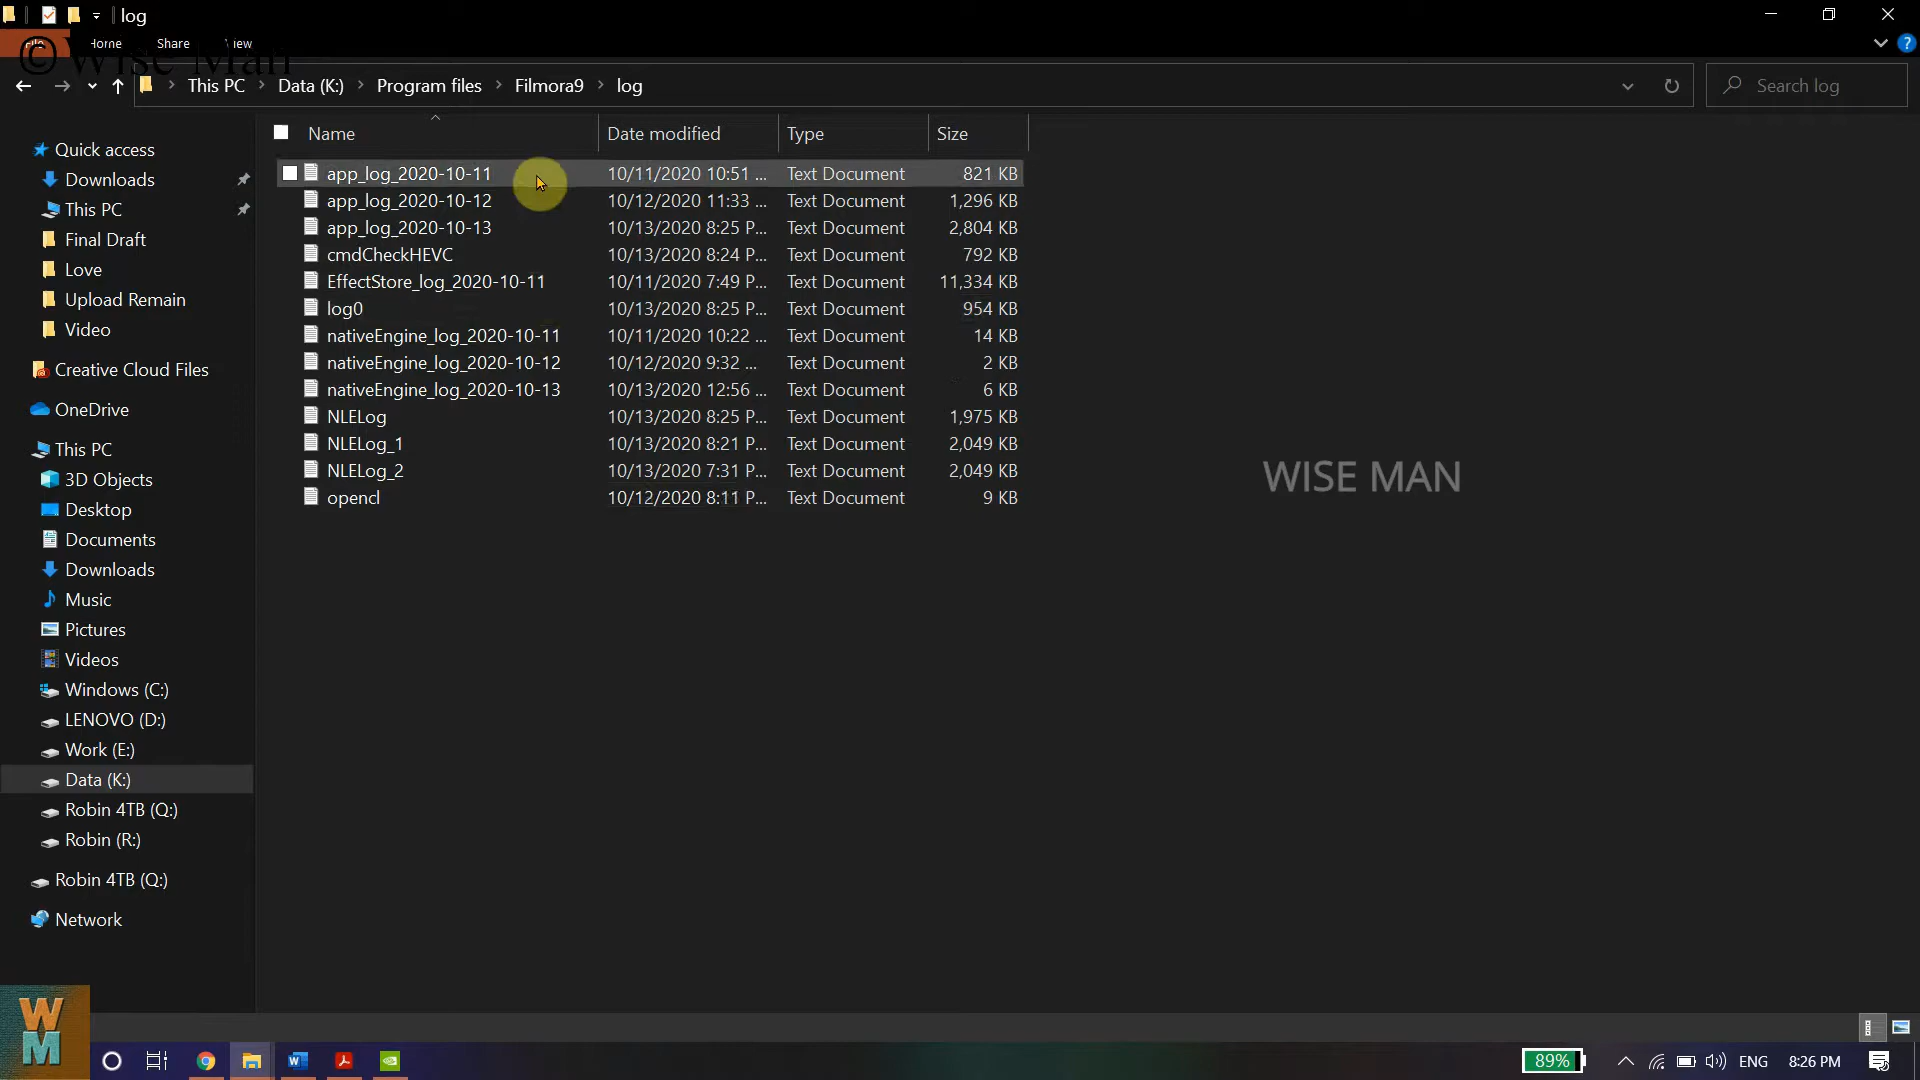 log
File Home Share View
© Wise Man
This PC > Data (K:) > Program files > Filmora9 > log
Search log
Name Date modified Type Size
app_log_2020-10-11 10/11/2020 10:51 ... Text Document 821 KB
app_log_2020-10-12 10/12/2020 11:33 ... Text Document 1,296 KB
app_log_2020-10-13 10/13/2020 8:25 P... Text Document 2,804 KB
cmdCheckHEVC 10/13/2020 8:24 P... Text Document 792 KB
EffectStore_log_2020-10-11 10/11/2020 7:49 P... Text Document 11,334 KB
log0 10/13/2020 8:25 P... Text Document 954 KB
nativeEngine_log_2020-10-11 10/11/2020 10:22 ... Text Document 14 KB
nativeEngine_log_2020-10-12 10/12/2020 9:32 ... Text Document 2 KB
nativeEngine_log_2020-10-13 10/13/2020 12:56 ... Text Document 6 KB
NLELog 10/13/2020 8:25 P... Text Document 1,975 KB
NLELog_1 10/13/2020 8:21 P... Text Document 2,049 KB
NLELog_2 10/13/2020 7:31 P... Text Document 2,049 KB
opencl 10/12/2020 8:11 P... Text Document 9 KB
Quick access
Downloads
This PC
Final Draft
Love
Upload Remain
Video
Creative Cloud Files
OneDrive
This PC
3D Objects
Desktop
Documents
Downloads
Music
Pictures
Videos
Windows (C:)
LENOVO (D:)
Work (E:)
Data (K:)
Robin 4TB (Q:)
Robin (R:)
Robin 4TB (Q:)
Network
WISE MAN
W
M
89% ENG 8:26 PM